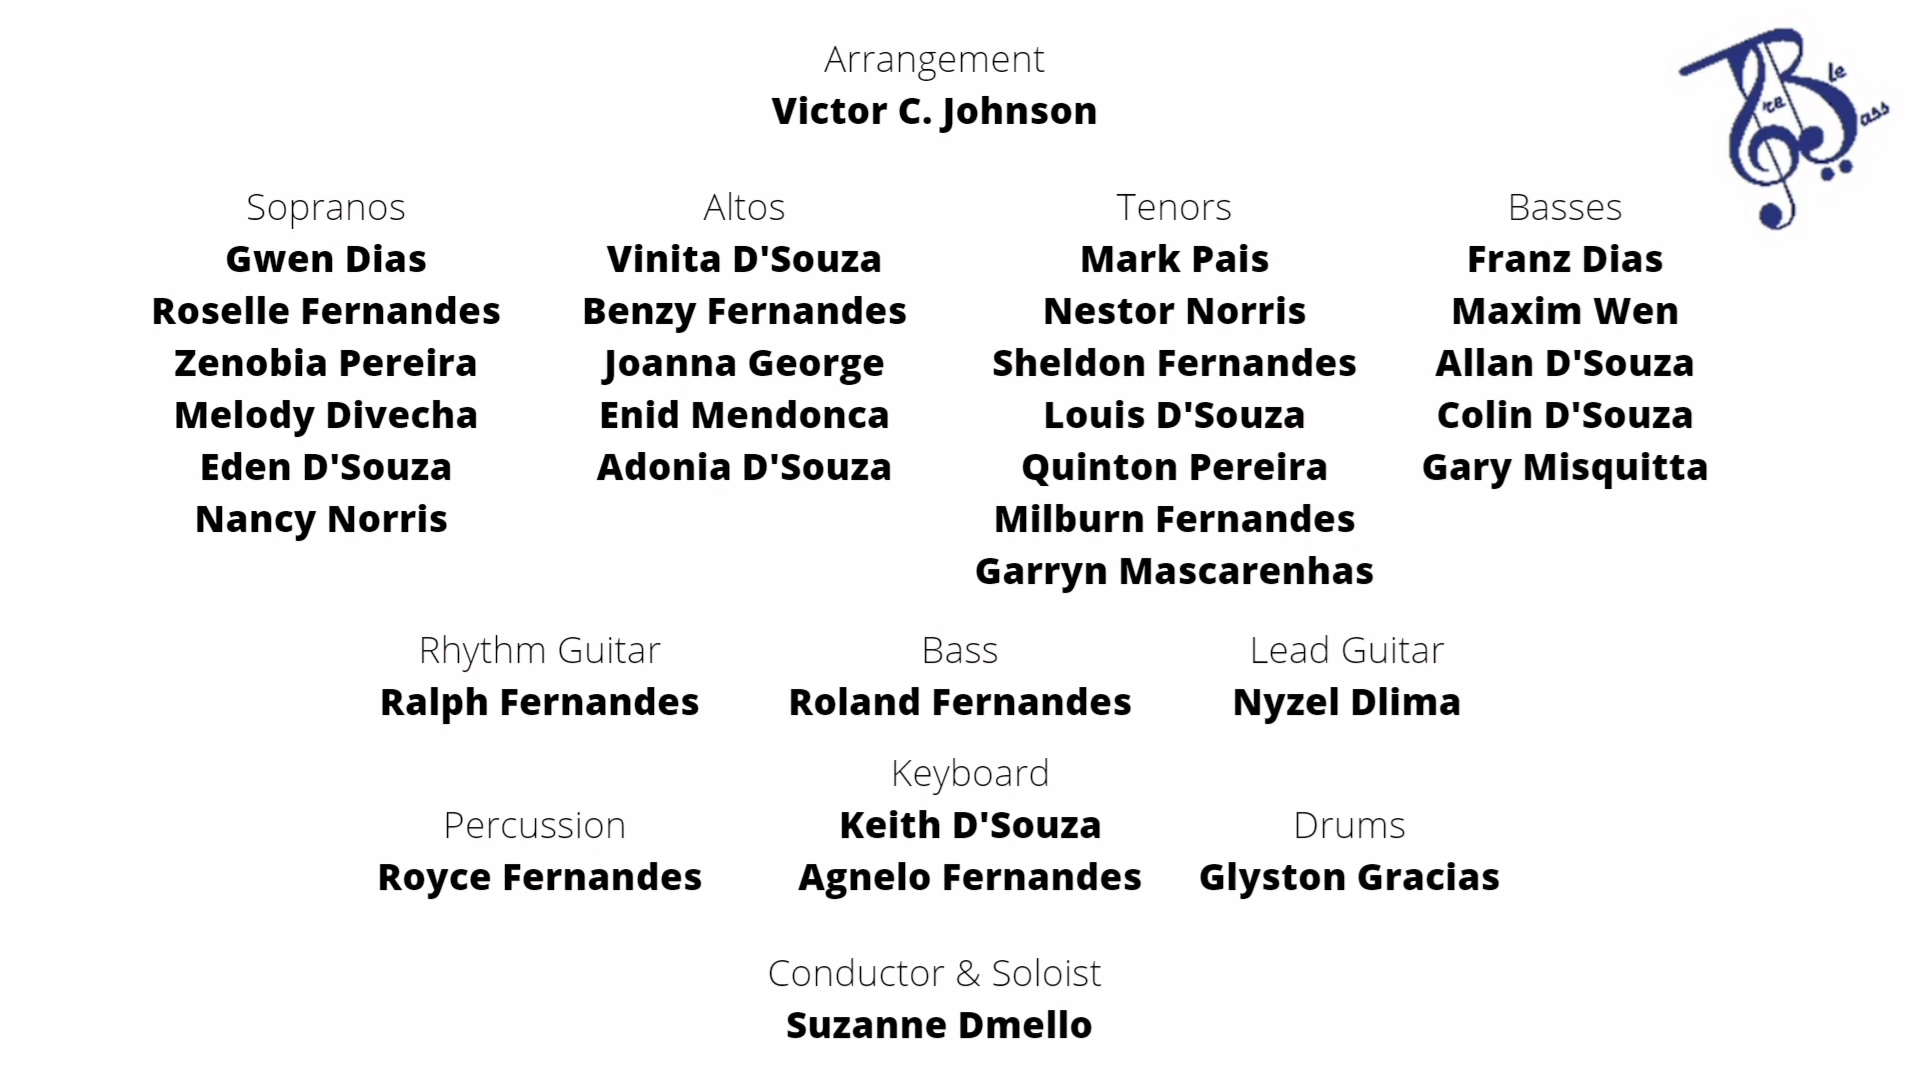 Arrangement
Victor C. Johnson
Treble
Bass
Sopranos
Gwen Dias
Roselle Fernandes
Zenobia Pereira
Melody Divecha
Eden D'Souza
Nancy Norris
Altos
Vinita D'Souza
Benzy Fernandes
Joanna George
Enid Mendonca
Adonia D'Souza
Tenors
Mark Pais
Nestor Norris
Sheldon Fernandes
Louis D'Souza
Quinton Pereira
Milburn Fernandes
Garryn Mascarenhas
Basses
Franz Dias
Maxim Wen
Allan D'Souza
Colin D'Souza
Gary Misquitta
Rhythm Guitar
Ralph Fernandes
Bass
Roland Fernandes
Lead Guitar
Nyzel Dlima
Percussion
Royce Fernandes
Keyboard
Keith D'Souza
Agnelo Fernandes
Drums
Glyston Gracias
Conductor & Soloist
Suzanne Dmello